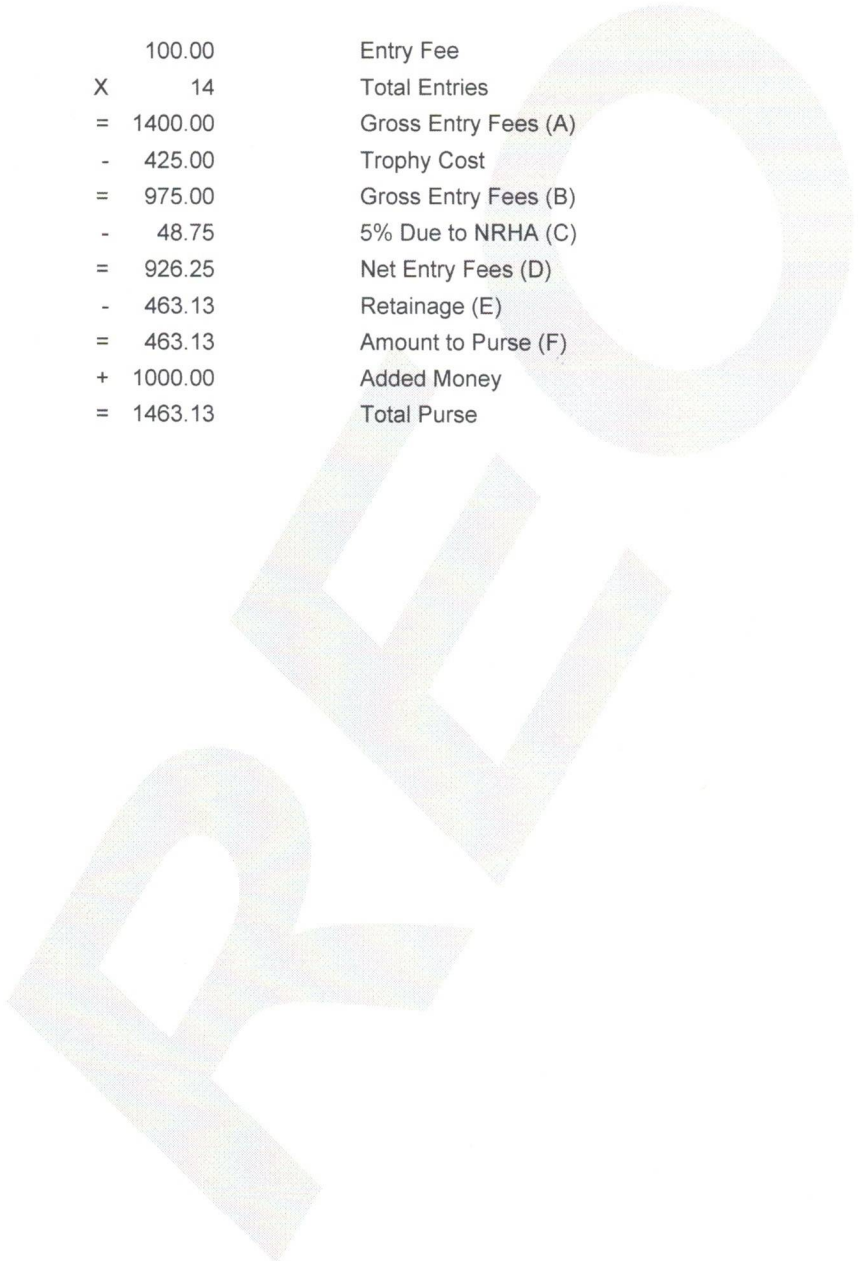 100.00 Entry Fee
X 14 Total Entries
= 1400.00 Gross Entry Fees (A)
- 425.00 Trophy Cost
= 975.00 Gross Entry Fees (B)
- 48.75 5% Due to NRHA (C)
= 926.25 Net Entry Fees (D)
- 463.13 Retainage (E)
= 463.13 Amount to Purse (F)
+ 1000.00 Added Money
= 1463.13 Total Purse
REO